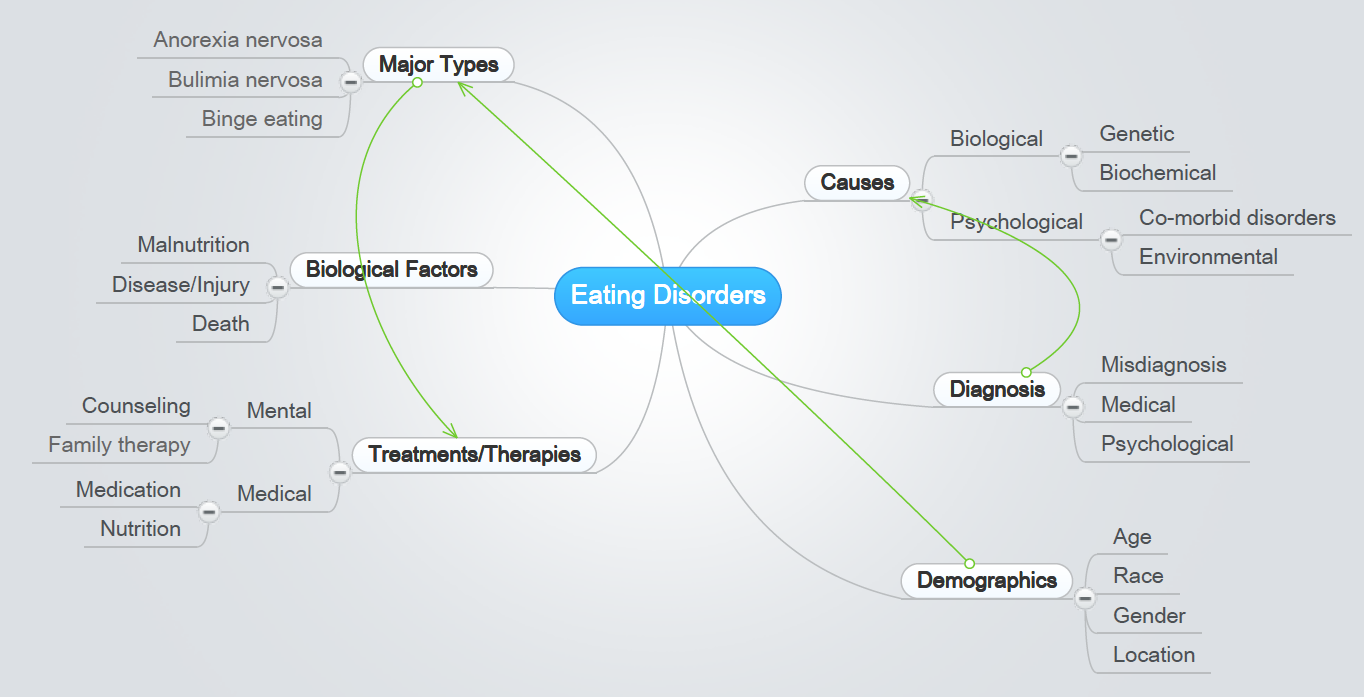 Eating Disorders
Major Types
Anorexia nervosa
Bulimia nervosa
Binge eating
Biological Factors
Malnutrition
Disease/Injury
Death
Treatments/Therapies
Mental
Counseling
Family therapy
Medical
Medication
Nutrition
Causes
Biological
Genetic
Biochemical
Psychological
Co-morbid disorders
Environmental
Diagnosis
Misdiagnosis
Medical
Psychological
Demographics
Age
Race
Gender
Location